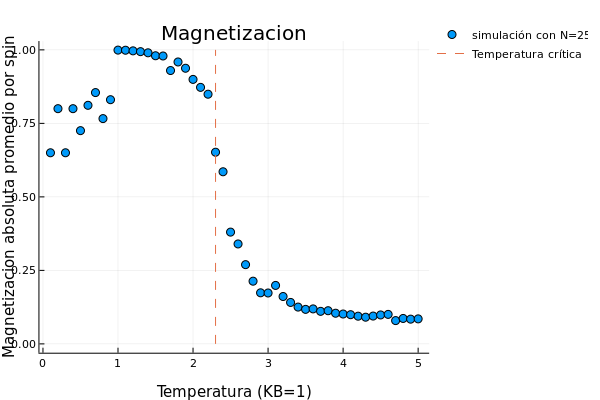 Magnetizacion
simulación con N=25
Temperatura crítica
Magnetizacion absoluta promedio por spin
1.00
0.75
0.50
0.25
0.00
0 1 2 3 4 5
Temperatura (KB=1)